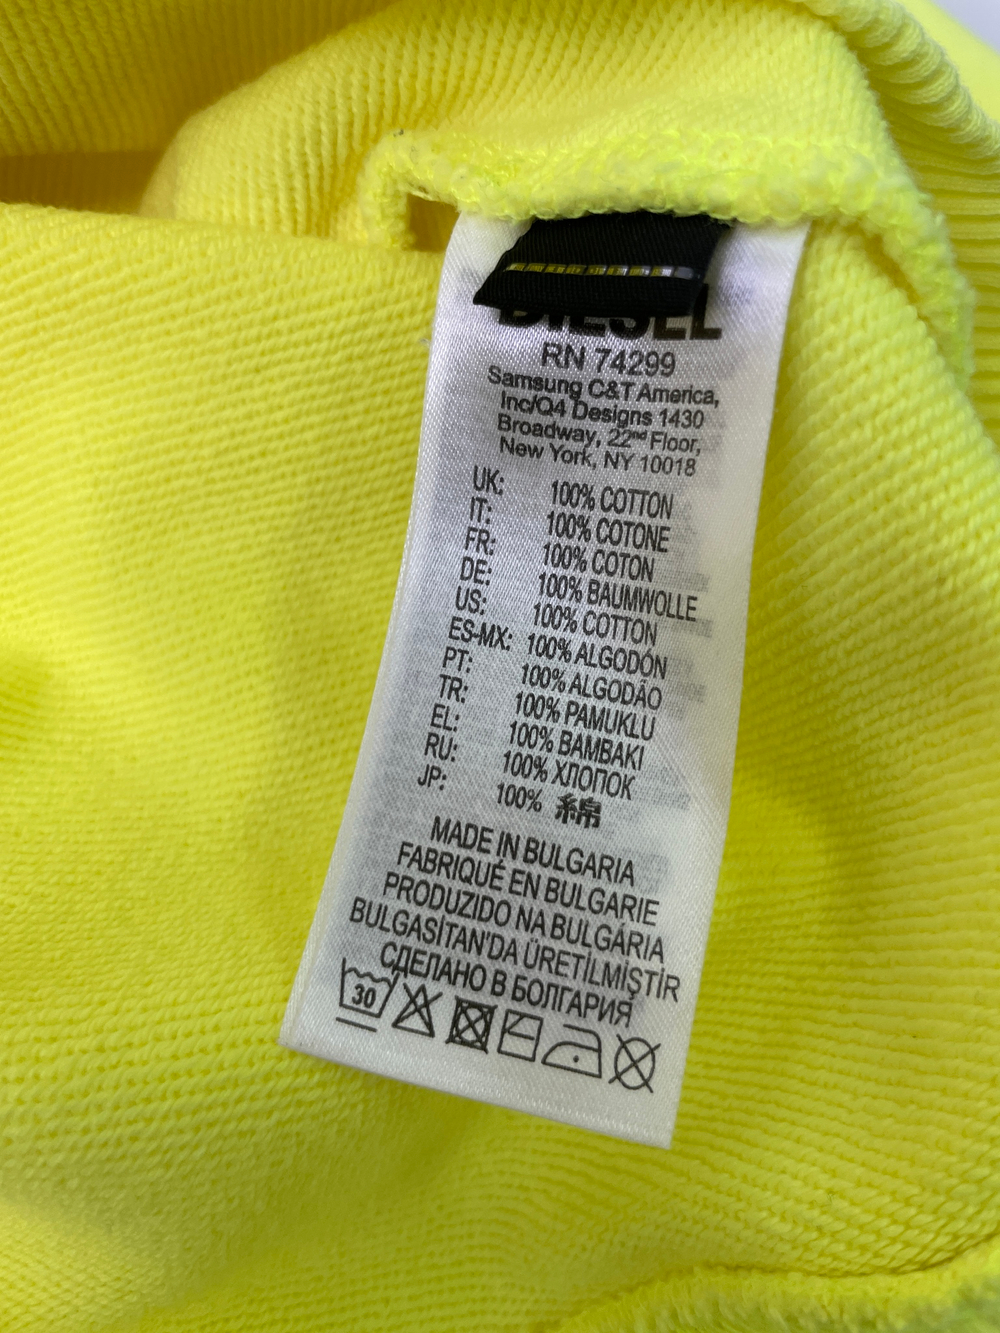 DIESEL
RN 74299
Samsung C&T America,
Inc/Q4 Designs 1430
Broadway, 22nd Floor,
New York, NY 10018
UK: 100% COTTON
IT: 100% COTONE
FR: 100% COTON
DE: 100% BAUMWOLLE
US: 100% COTTON
ES-MX: 100% ALGODÓN
PT: 100% ALGODÃO
TR: 100% PAMUKLU
EL: 100% BAMBAKI
RU: 100% ХЛОПОК
JP: 100% 綿
MADE IN BULGARIA
FABRIQUÉ EN BULGARIE
PRODUZIDO NA BULGÁRIA
BULGASİTAN'DA ÜRETİLMİŞTİR
СДЕЛАНО В БОЛГАРИЯ
30